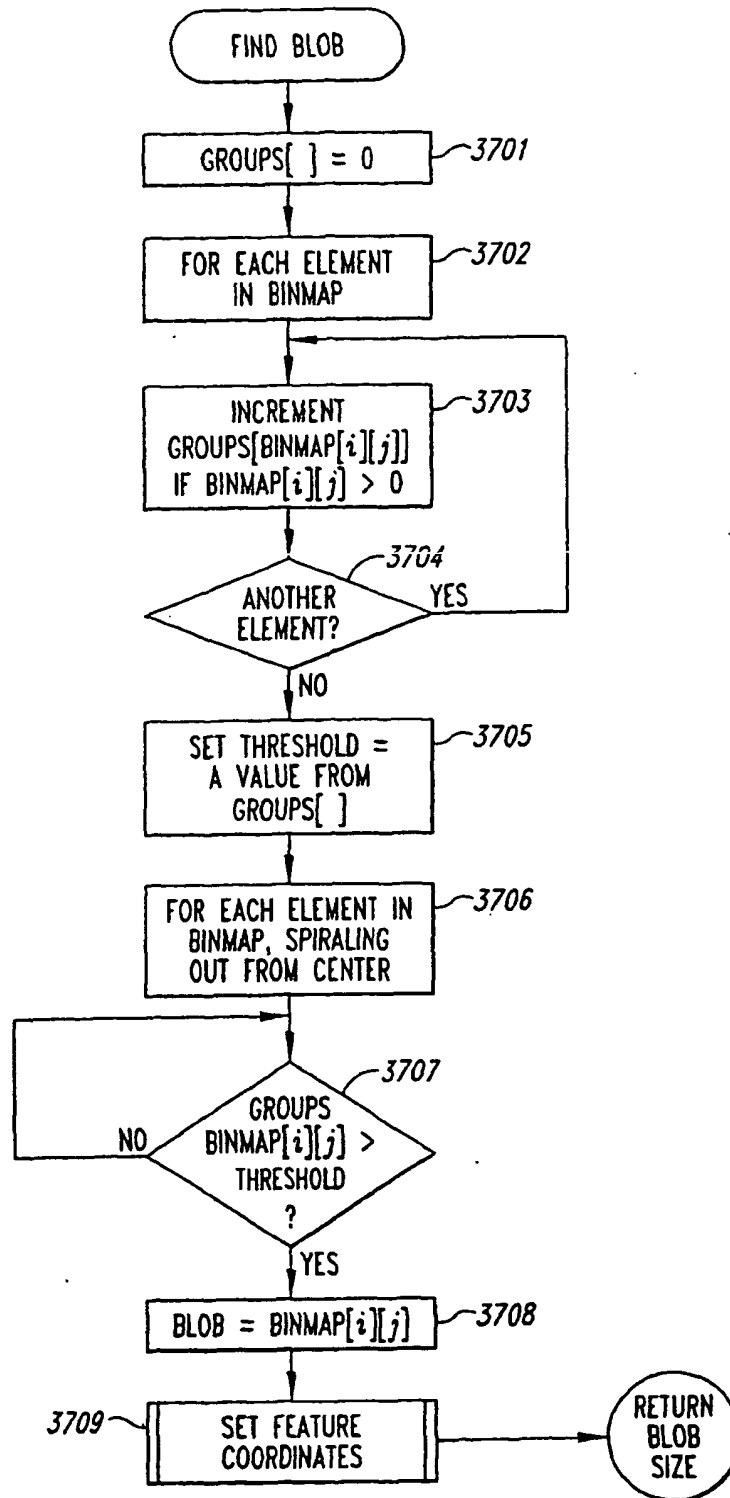 FIND BLOB
GROUPS[ ] = 0
3701
FOR EACH ELEMENT
IN BINMAP
3702
INCREMENT
GROUPS[BINMAP[i][j]]
IF BINMAP[i][j] > 0
3703
3704
ANOTHER
ELEMENT?
YES
NO
SET THRESHOLD =
A VALUE FROM
GROUPS[ ]
3705
FOR EACH ELEMENT IN
BINMAP, SPIRALING
OUT FROM CENTER
3706
3707
GROUPS
BINMAP[i][j] >
THRESHOLD
?
NO
YES
BLOB = BINMAP[i][j]
3708
3709
SET FEATURE
COORDINATES
RETURN
BLOB
SIZE